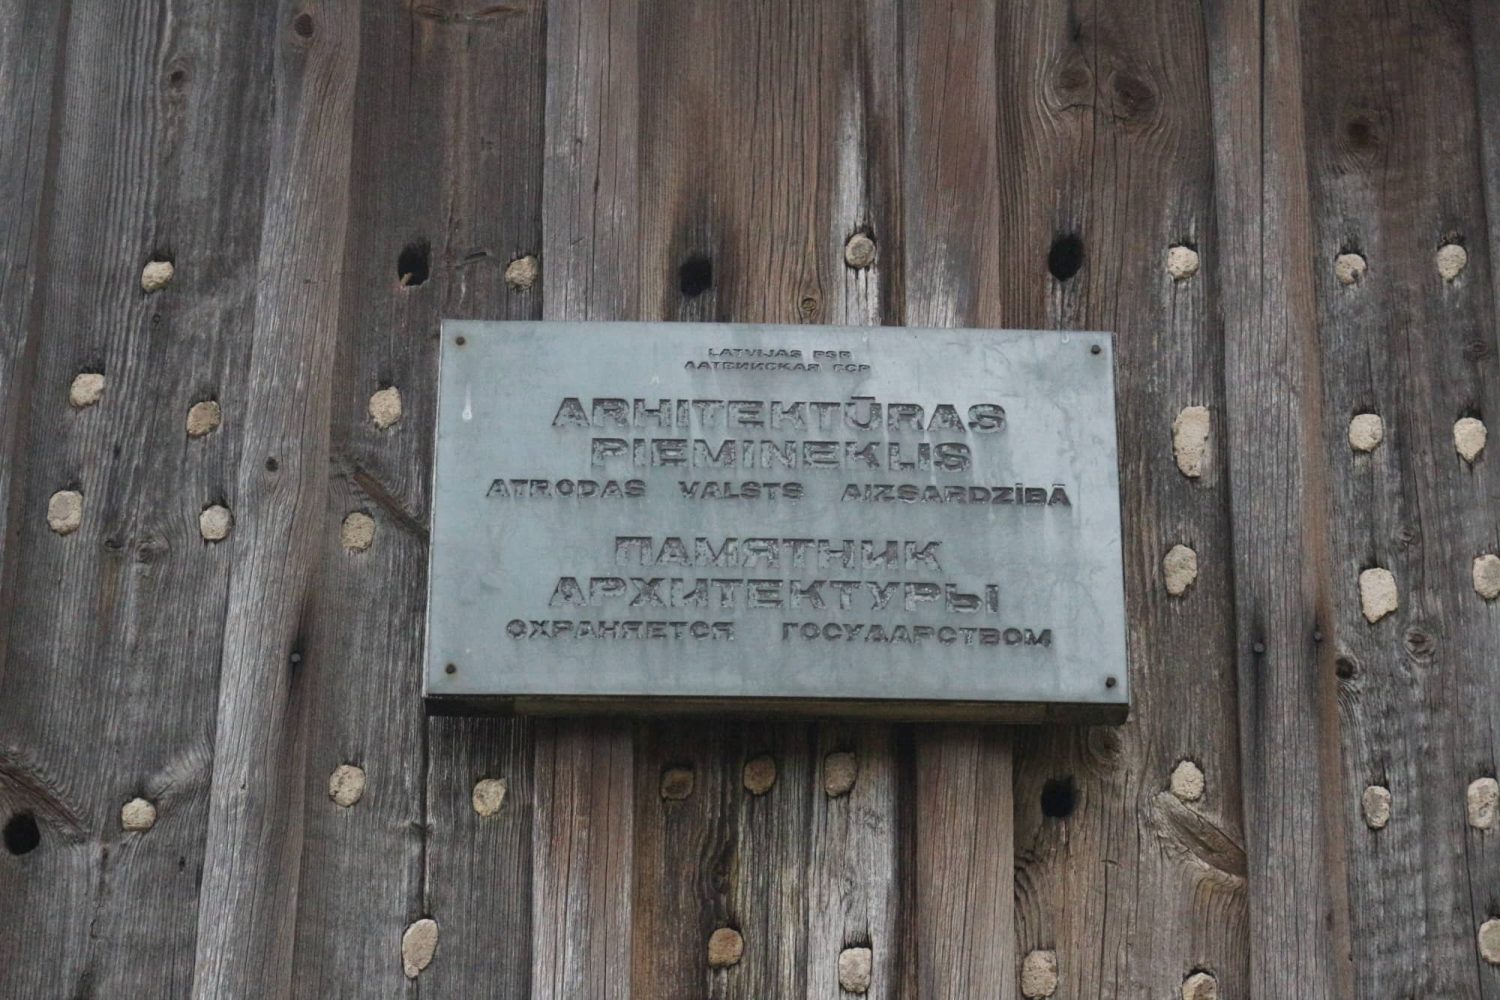 LATVIJAS PSR
ЛАТВИЙСКАЯ ССР
ARHITEKTŪRAS
PIEMINEKLIS
ATRODAS VALSTS AIZSARDZĪBĀ
ПАМЯТНИК
АРХИТЕКТУРЫ
ОХРАНЯЕТСЯ ГОСУДАРСТВОМ